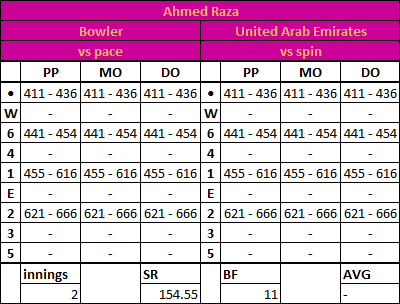 Ahmed Raza
Bowler United Arab Emirates
vs pace vs spin
PP MO DO PP MO DO
• 411 - 436 411 - 436 411 - 436 • 411 - 436 411 - 436 411 - 436
W - - - W - - -
6 441 - 454 441 - 454 441 - 454 6 441 - 454 441 - 454 441 - 454
4 - - - 4 - - -
1 455 - 616 455 - 616 455 - 616 1 455 - 616 455 - 616 455 - 616
E - - - E - - -
2 621 - 666 621 - 666 621 - 666 2 621 - 666 621 - 666 621 - 666
3 - - - 3 - - -
5 - - - 5 - - -
innings SR BF AVG
2 154.55 11 -